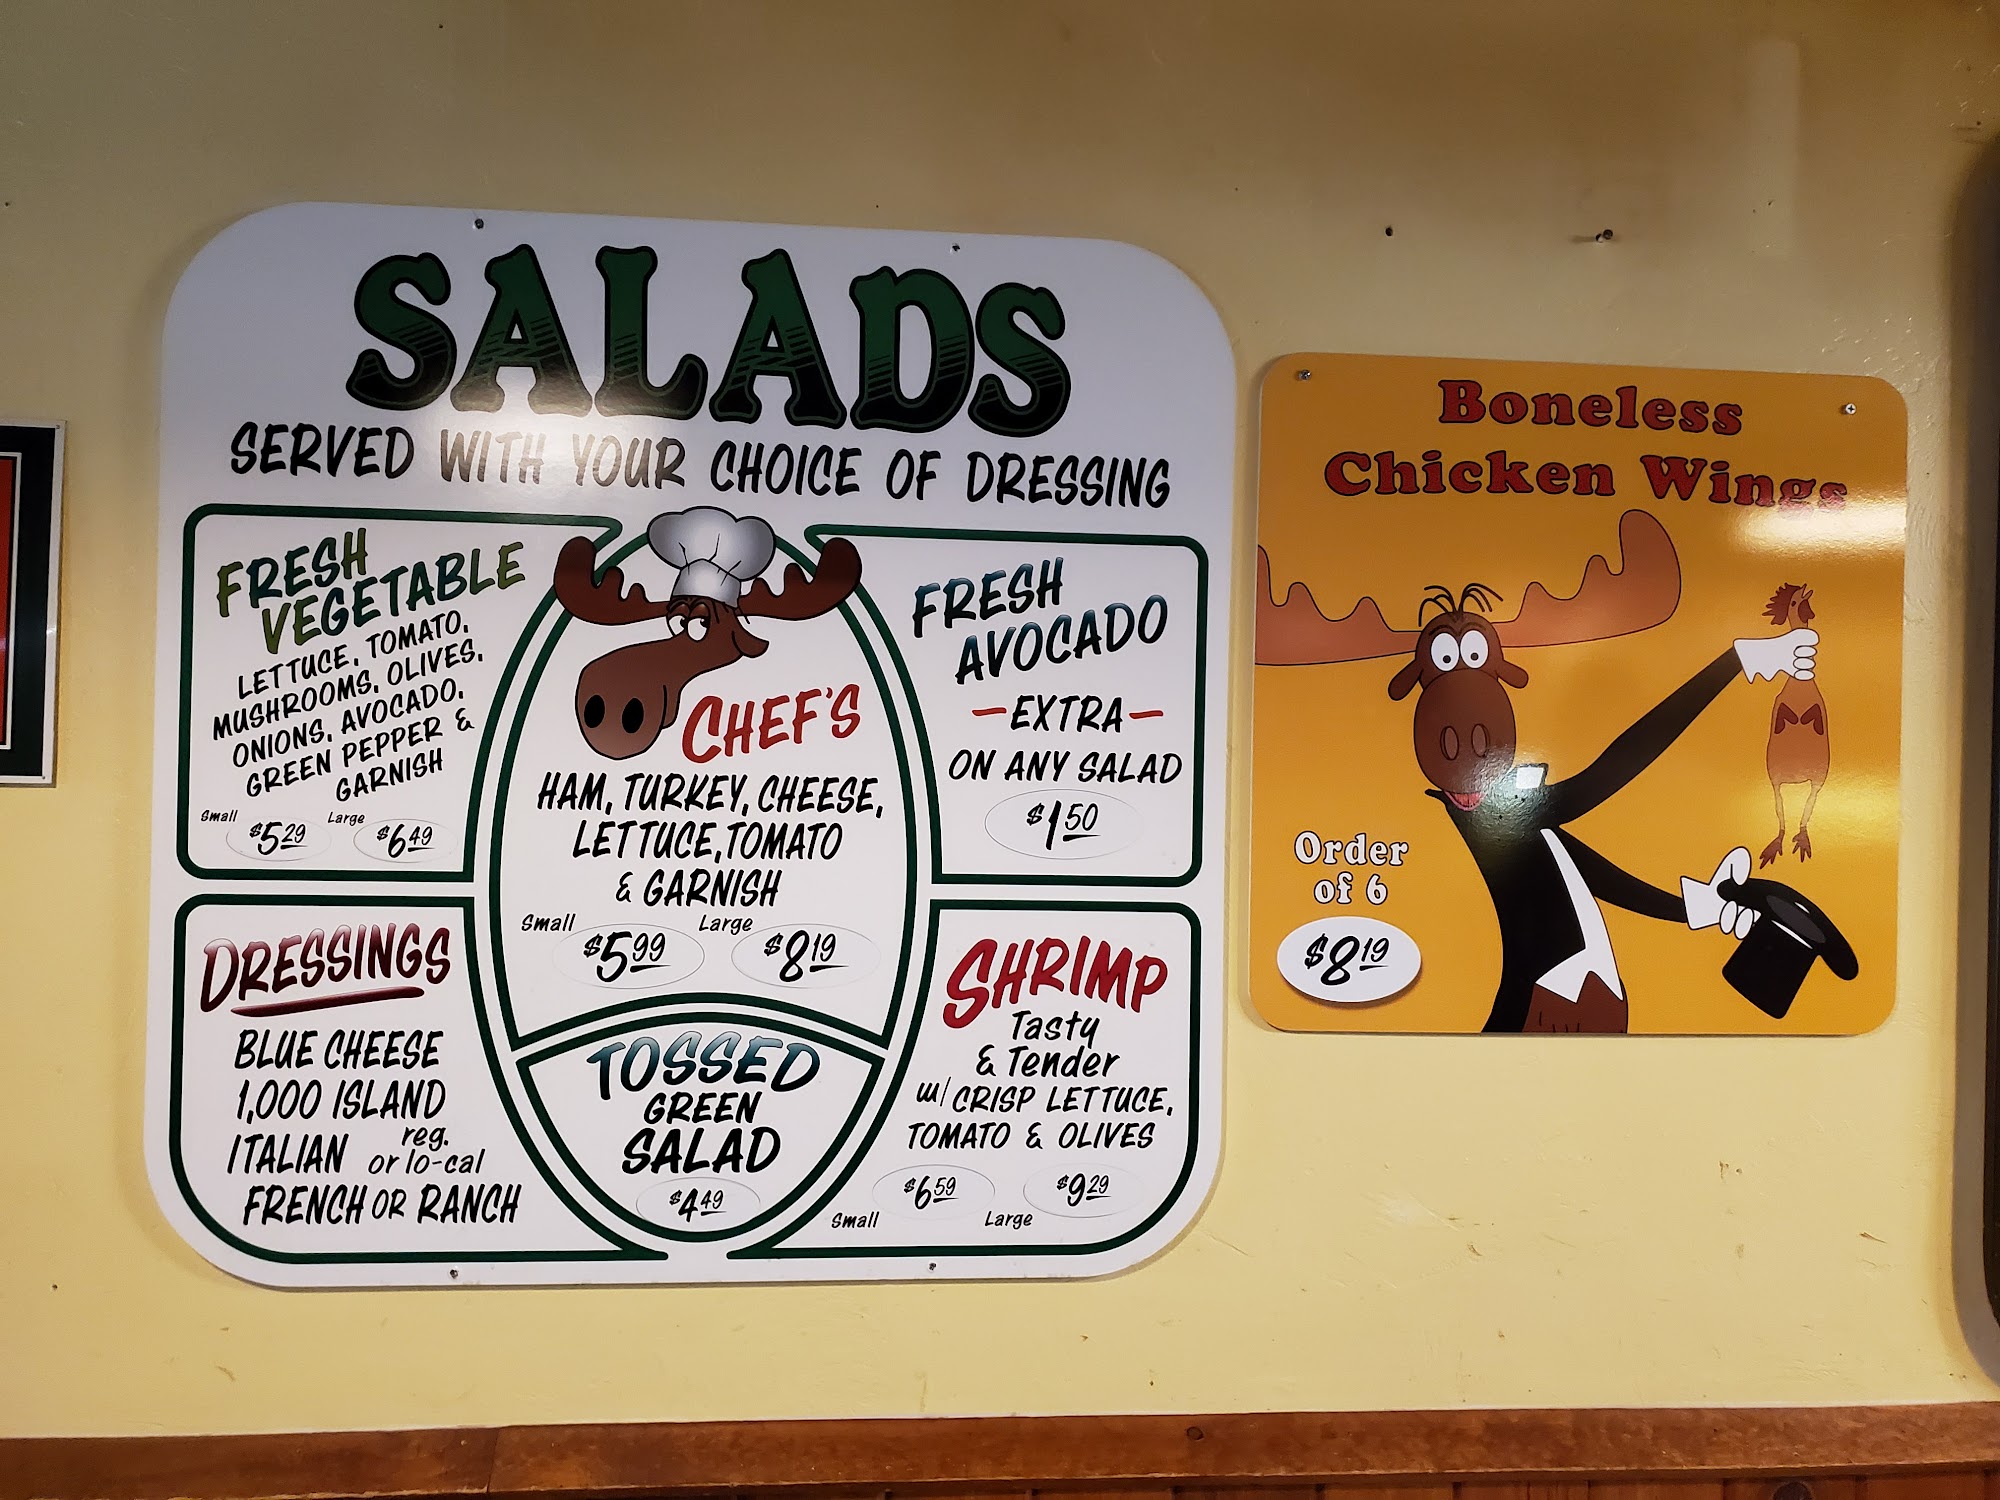 SALADS
SERVED WITH YOUR CHOICE OF DRESSING
FRESH
VEGETABLE
LETTUCE, TOMATO,
MUSHROOMS, OLIVES,
ONIONS, AVOCADO,
GREEN PEPPER &
GARNISH
Small $5.29 Large $6.49
CHEF'S
HAM, TURKEY, CHEESE,
LETTUCE, TOMATO
& GARNISH
Small $5.99 Large $8.19
FRESH
AVOCADO
-EXTRA-
ON ANY SALAD
$1.50
DRESSINGS
BLUE CHEESE
1,000 ISLAND
ITALIAN reg.
or lo-cal
FRENCH OR RANCH
TOSSED
GREEN
SALAD
$4.49
SHRIMP
Tasty
& Tender
w/ CRISP LETTUCE,
TOMATO & OLIVES
$6.59 $9.29
Small Large
Boneless
Chicken Wings
Order
of 6
$8.19